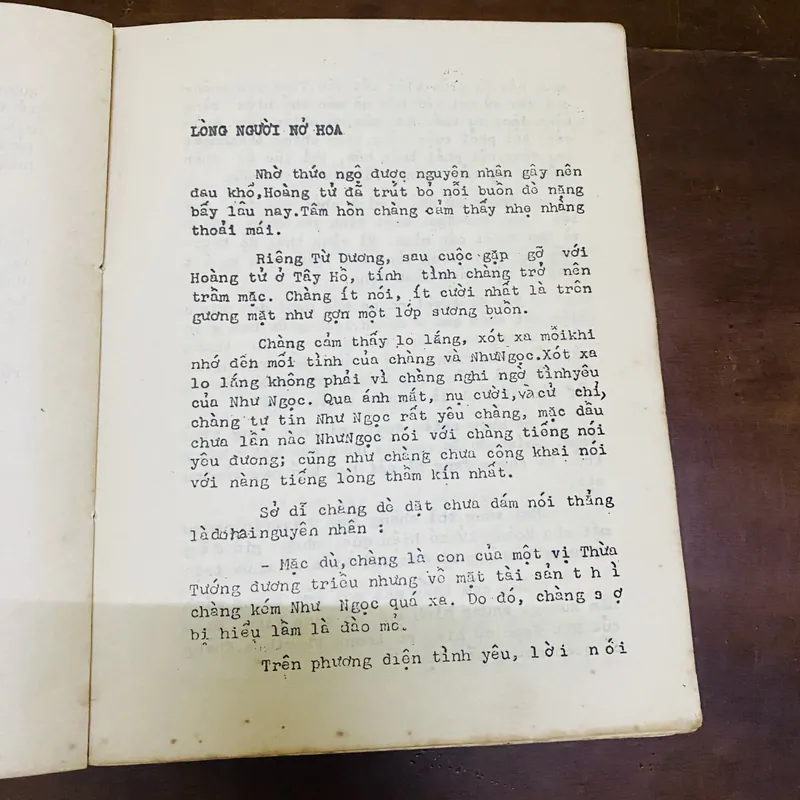 LÒNG NGƯỜI NỞ HOA
Nhờ thức ngộ được nguyên nhân gây nên
đau khổ,Hoàng tử đã trút bỏ nỗi buồn dè nặng
bấy lâu nay.Tâm hồn chàng cảm thấy nhẹ nhàng
thoải mái.
Riêng Từ Dương, sau cuộc gặp gỡ với
Hoàng tử ở Tây Hồ, tính tình chàng trở nên
trầm mặc. Chàng ít nói, ít cười nhất là trên
gương mặt như gợn một lớp sương buồn.
Chàng cảm thấy lo lắng, xót xa mỗikhi
nhớ đến mối tình của chàng và NhưNgọc.Xót xa
lo lắng không phải vì chàng nghi ngờ tìnhyêu
của Như Ngọc. Qua ánh mắt, nụ cười,và cử chỉ,
chàng tự tin Như Ngọc rất yêu chàng, mặc dầu
chưa lần nàc NhưNgọc nói với chàng tiếng nói
yêu đương; cũng như chàng chưa công khai nói
với nàng tiếng lòng thầm kín nhất.
Sở dĩ chàng dè dặt chưa dám nói thẳng
làdohainguyên nhân :
- Mặc dù,chàng là con của một vị Thừa
Tướng đương triều nhưng về mặt tài sản t h ì
chàng kém Như Ngọc quá xa. Do đó, chàng s ợ
bị hiểu lầm là đào mỏ.
Trên phương diện tình yêu, l ờ i n ó i